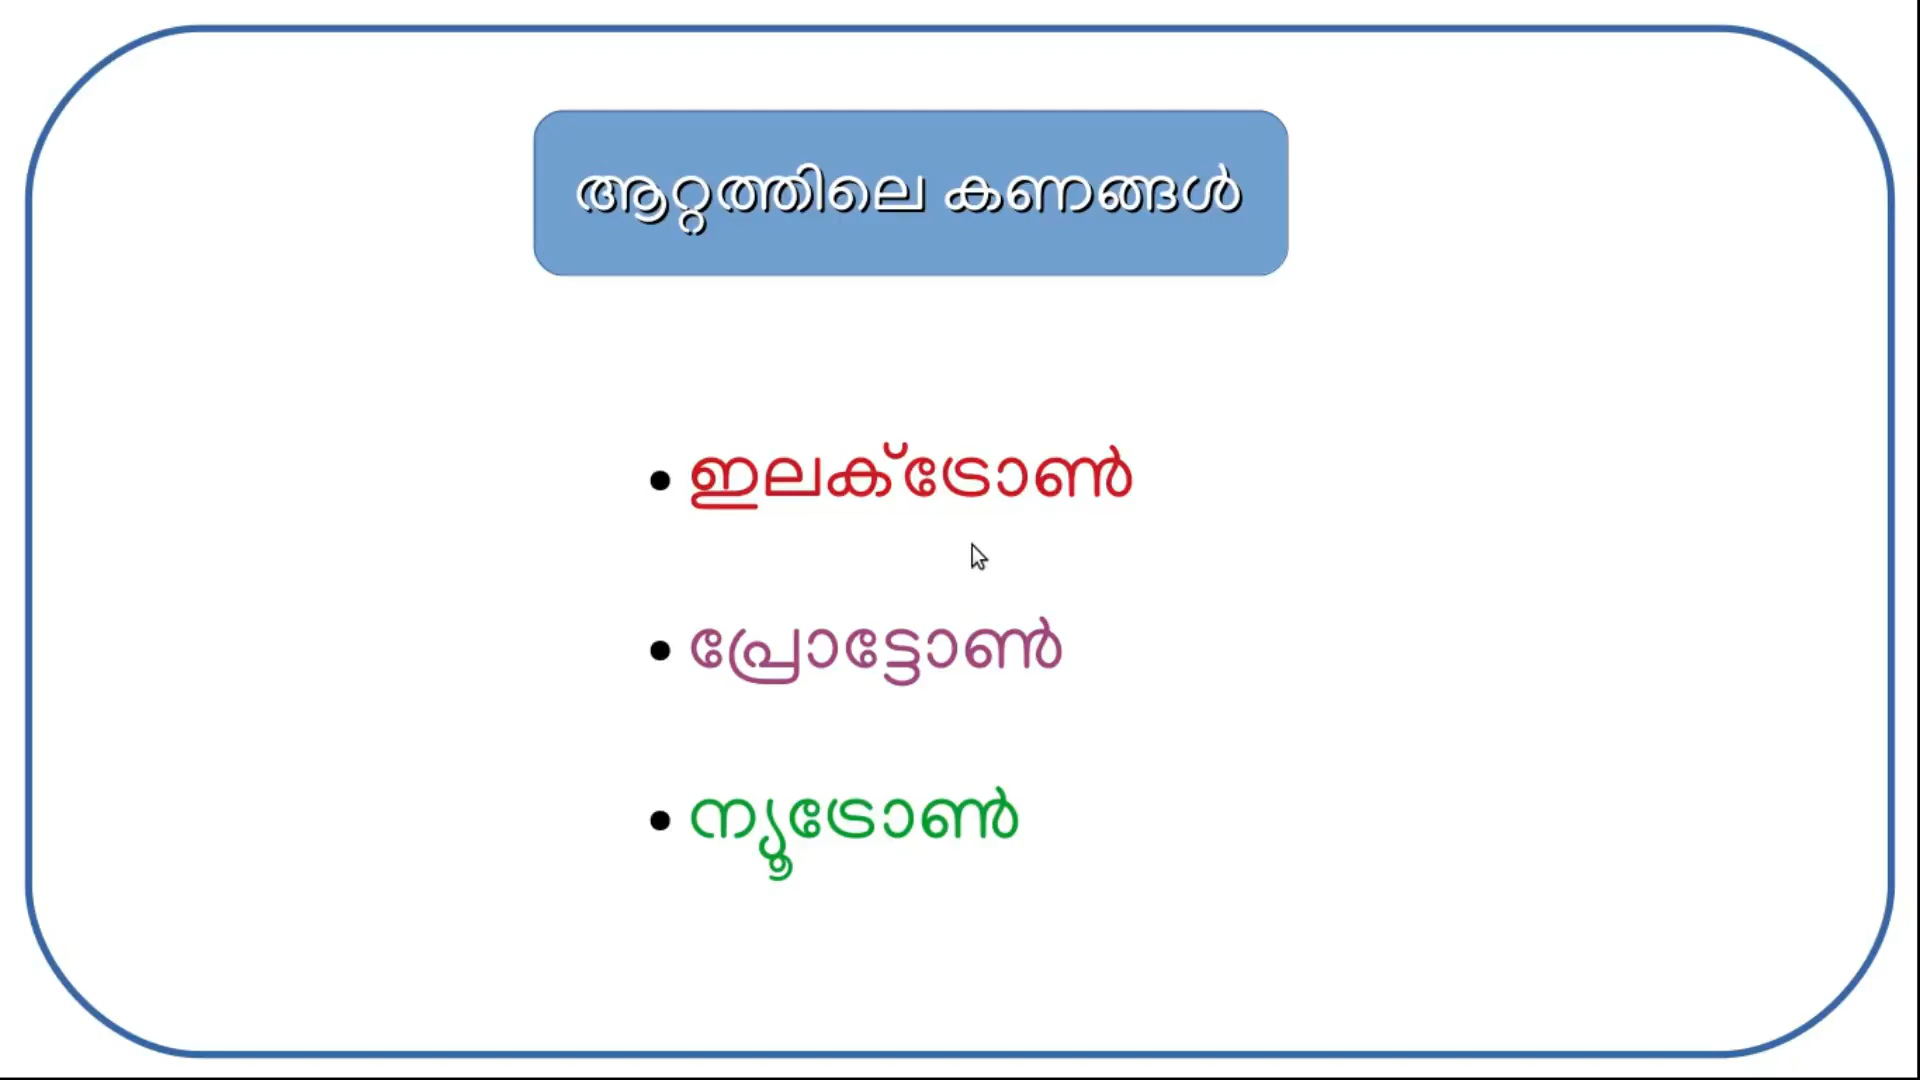 ആറ്റത്തിലെ കണങ്ങൾ
ഇലക്ട്രോൺ
പ്രോട്ടോൺ
ന്യൂട്രോൺ